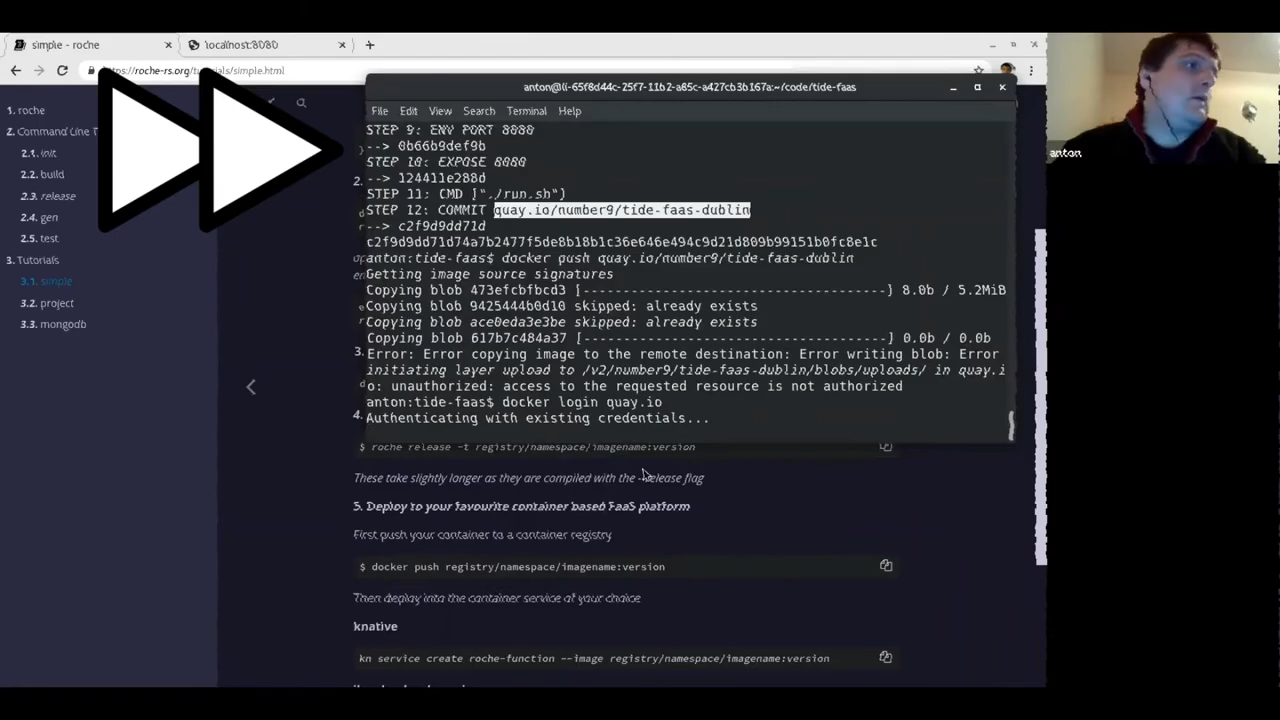 simple - roche
localhost:8080
https://roche-rs.org/tutorials/simple.html
anton@li-65f8d44c-25f7-11b2-a85c-a427cb3b167a:~/code/tide-faas
File Edit View Search Terminal Help
1. roche
2. Command Line
2.1. init
2.2. build
2.3. release
2.4. gen
2.5. test
3. Tutorials
3.1. simple
3.2. project
3.3. mongodb
STEP 9: ENV PORT 8080
--> 0b66b9def9b
STEP 10: EXPOSE 8080
--> 124411e288d
STEP 11: CMD ["./run.sh"]
STEP 12: COMMIT quay.io/number9/tide-faas-dublin
--> c2f9d9dd71d
c2f9d9dd71d74a7b2477f5de8b18b1c36e646e494c9d21d809b99151b0fc8e1c
anton:tide-faas$ docker push quay.io/number9/tide-faas-dublin
Getting image source signatures
Copying blob 473efcbfbcd3 [--------------------------------------] 8.0b / 5.2MiB
Copying blob 9425444b0d10 skipped: already exists
Copying blob ace0eda3e3be skipped: already exists
Copying blob 617b7c484a37 [--------------------------------------] 0.0b / 0.0b
Error: Error copying image to the remote destination: Error writing blob: Error
initiating layer upload to /v2/number9/tide-faas-dublin/blobs/uploads/ in quay.i
o: unauthorized: access to the requested resource is not authorized
anton:tide-faas$ docker login quay.io
Authenticating with existing credentials...
2.
3.
4.
$ roche release -t registry/namespace/imagename:version
These take slightly longer as they are compiled with the --release flag
5. Deploy to your favourite container based FaaS platform
First push your container to a container registry
$ docker push registry/namespace/imagename:version
Then deploy into the container service of your choice
knative
kn service create roche-function --image registry/namespace/imagename:version
anton